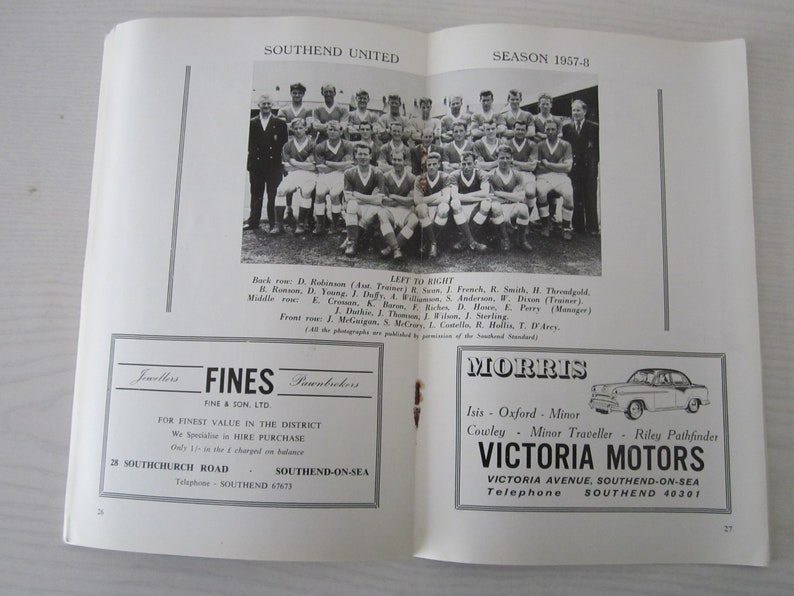 SOUTHEND UNITED SEASON 1957-8
LEFT TO RIGHT
Back row: D. Robinson (Asst. Trainer) R. Swan, J. French, R. Smith, H. Threadgold,
B. Ronson, D. Young, J. Duffy, A. Williamson, S. Anderson, W. Dixon (Trainer).
Middle row: E. Crossan, K. Baron, F. Riches, D. Howe, E. Perry (Manager)
J. Duthie, J. Thomson, J. Wilson, J. Sterling.
Front row: J. McGuigan, S. McCrory, L. Costello, R. Hollis, T. D'Arcy.
(All the photographs are published by permission of the Southend Standard)
Jewellers FINES Pawnbrokers
FINE & SON, LTD.
FOR FINEST VALUE IN THE DISTRICT
We Specialise in HIRE PURCHASE
Only 1/- in the £ charged on balance
28 SOUTHCHURCH ROAD - SOUTHEND-ON-SEA
Telephone - SOUTHEND 67673
26
MORRIS
Isis - Oxford - Minor
Cowley - Minor Traveller - Riley Pathfinder
VICTORIA MOTORS
VICTORIA AVENUE, SOUTHEND-ON-SEA
Telephone SOUTHEND 40301
27